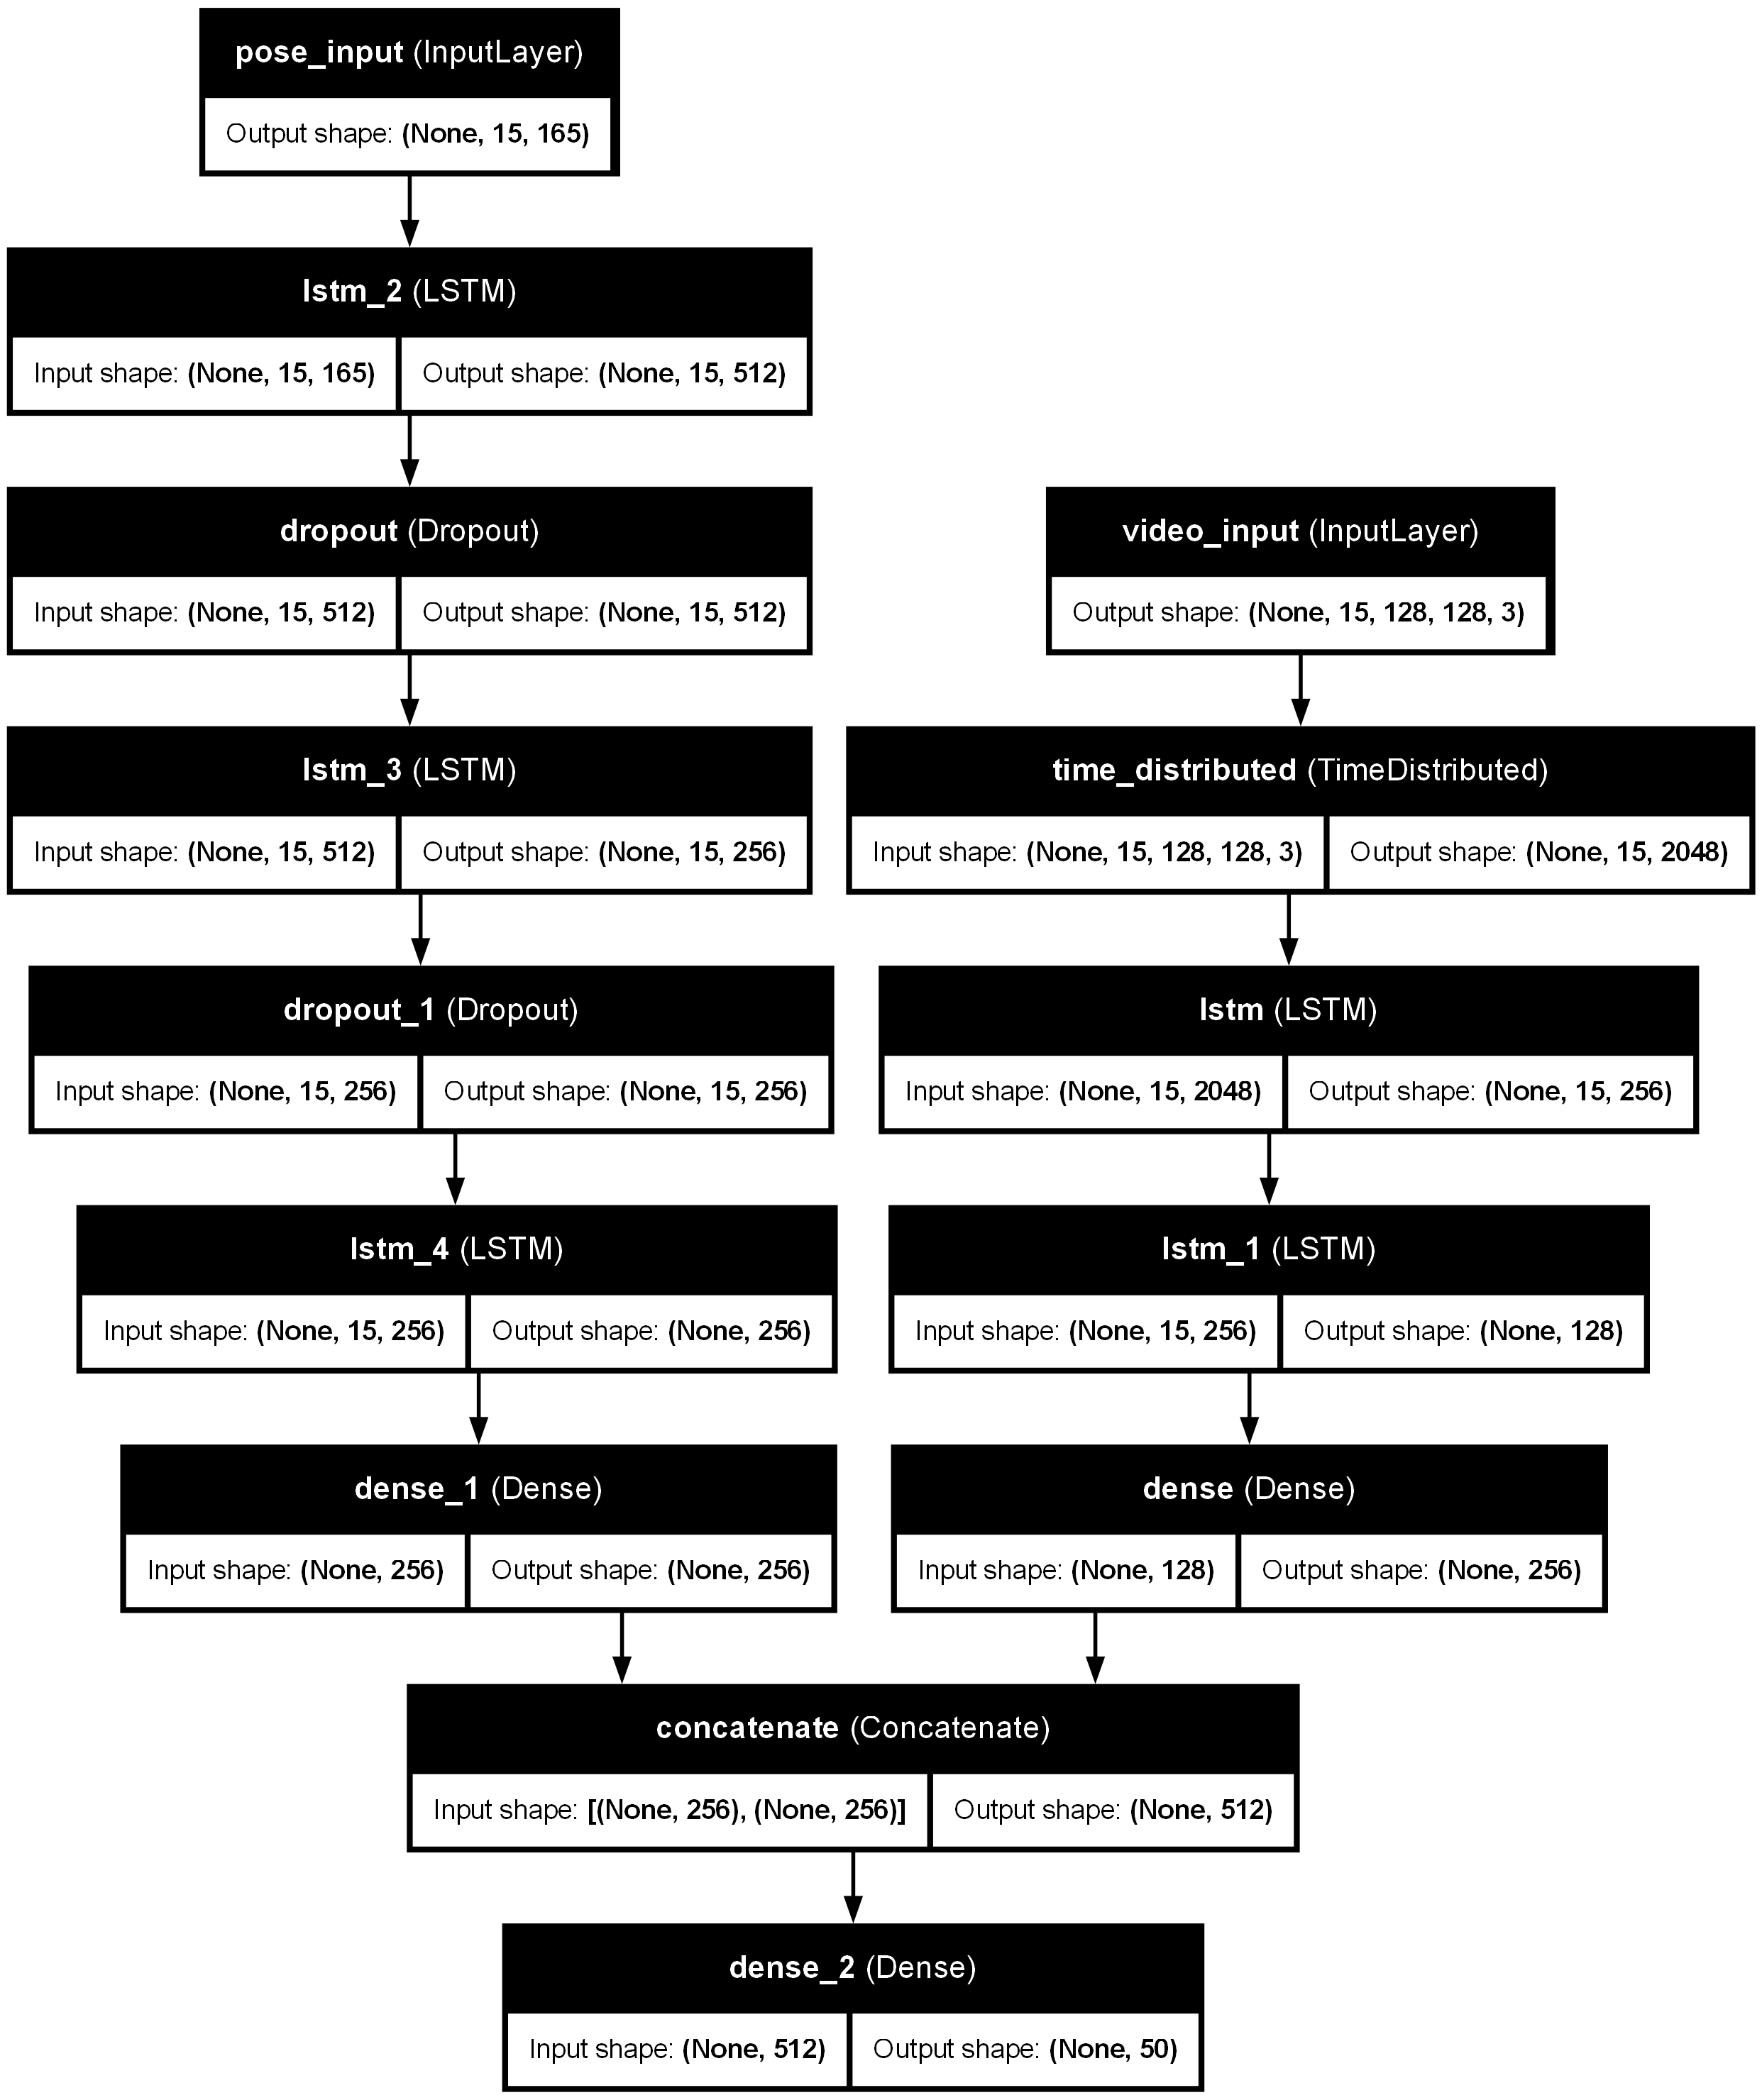 pose_input (InputLayer)
Output shape: (None, 15, 165)
lstm_2 (LSTM)
Input shape: (None, 15, 165) Output shape: (None, 15, 512)
dropout (Dropout)
Input shape: (None, 15, 512) Output shape: (None, 15, 512)
video_input (InputLayer)
Output shape: (None, 15, 128, 128, 3)
lstm_3 (LSTM)
Input shape: (None, 15, 512) Output shape: (None, 15, 256)
time_distributed (TimeDistributed)
Input shape: (None, 15, 128, 128, 3) Output shape: (None, 15, 2048)
dropout_1 (Dropout)
Input shape: (None, 15, 256) Output shape: (None, 15, 256)
lstm (LSTM)
Input shape: (None, 15, 2048) Output shape: (None, 15, 256)
lstm_4 (LSTM)
Input shape: (None, 15, 256) Output shape: (None, 256)
lstm_1 (LSTM)
Input shape: (None, 15, 256) Output shape: (None, 128)
dense_1 (Dense)
Input shape: (None, 256) Output shape: (None, 256)
dense (Dense)
Input shape: (None, 128) Output shape: (None, 256)
concatenate (Concatenate)
Input shape: [(None, 256), (None, 256)] Output shape: (None, 512)
dense_2 (Dense)
Input shape: (None, 512) Output shape: (None, 50)